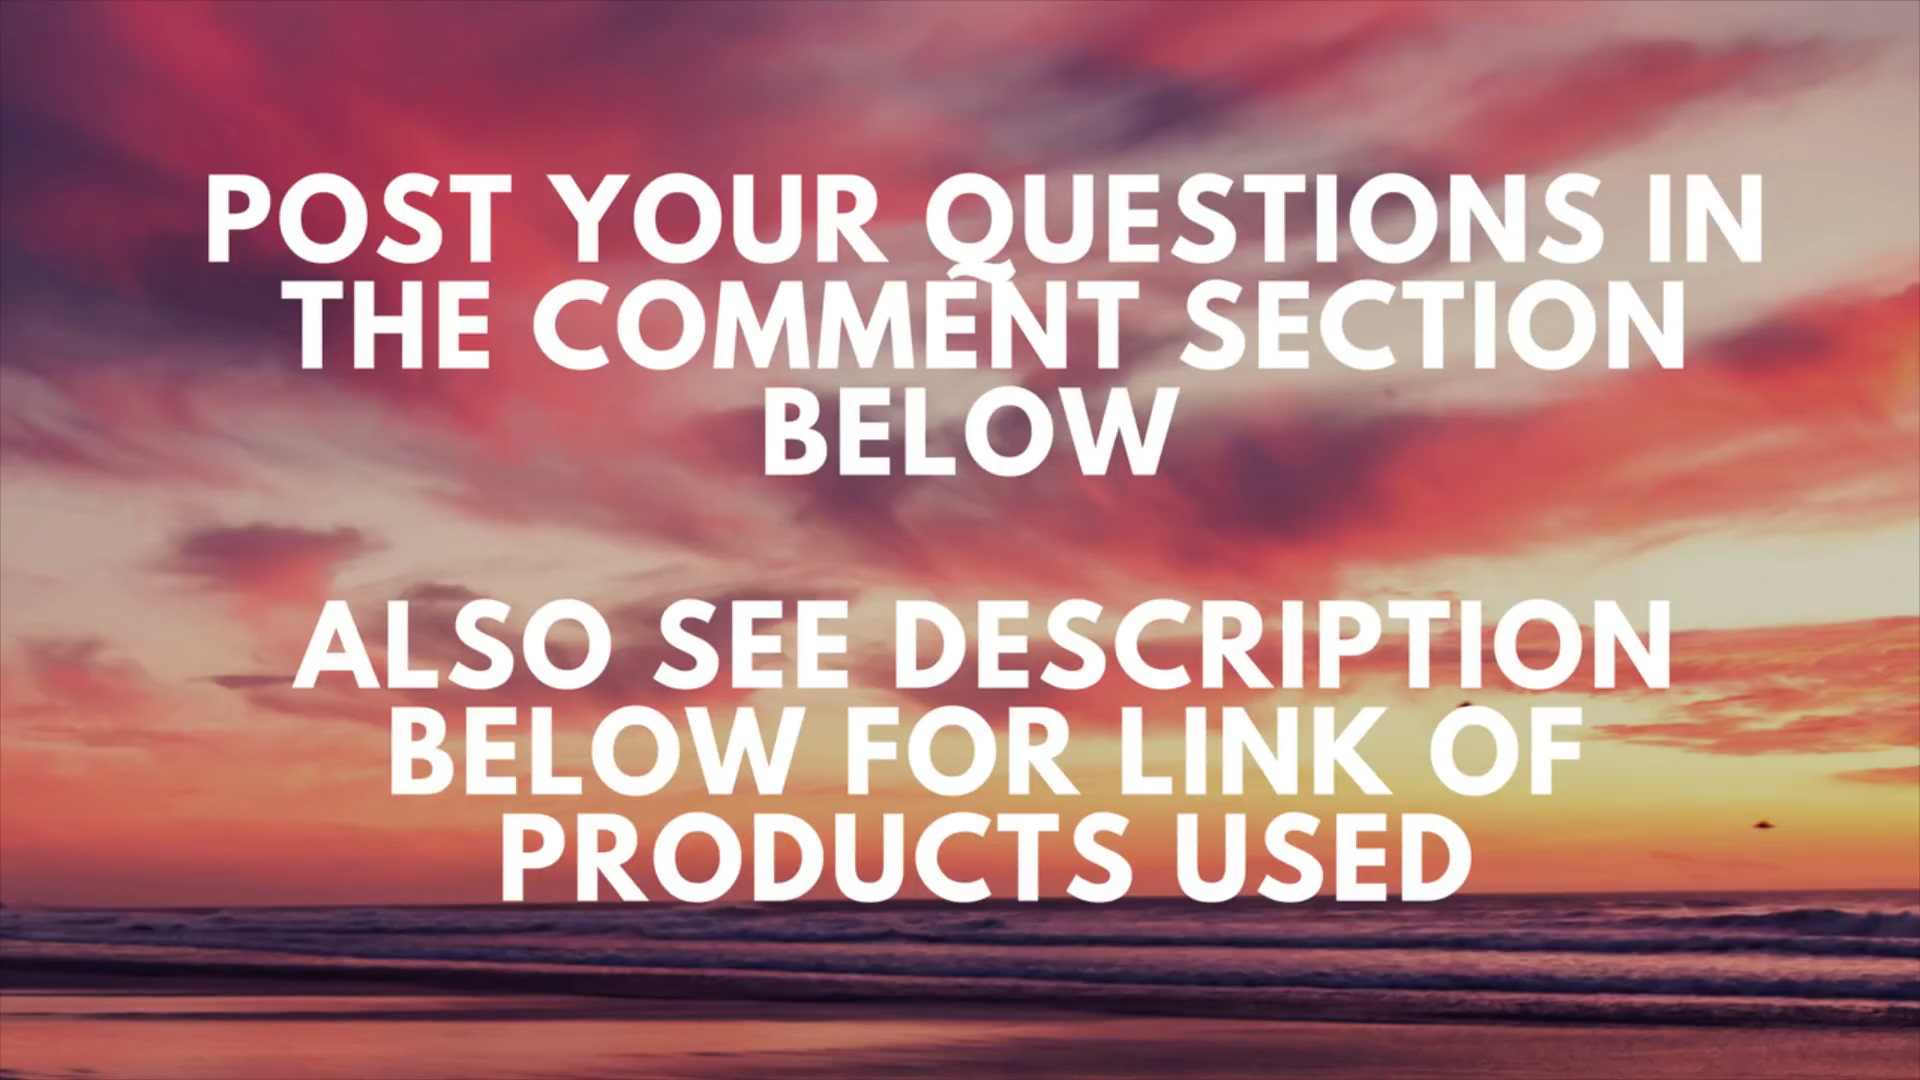 POST YOUR QUESTIONS IN
THE COMMENT SECTION
BELOW
ALSO SEE DESCRIPTION
BELOW FOR LINK OF
PRODUCTS USED